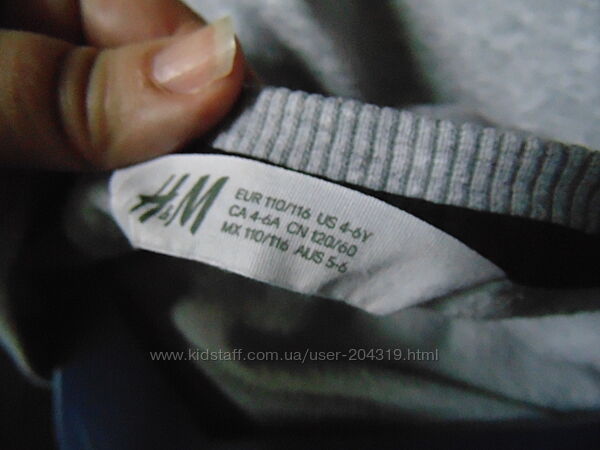 H&M
EUR 110/116 US 4-6Y
CA 4-6A CN 120/60
MX 110/116 AUS 5-6
www.kidstaff.com.ua/user-204319.html